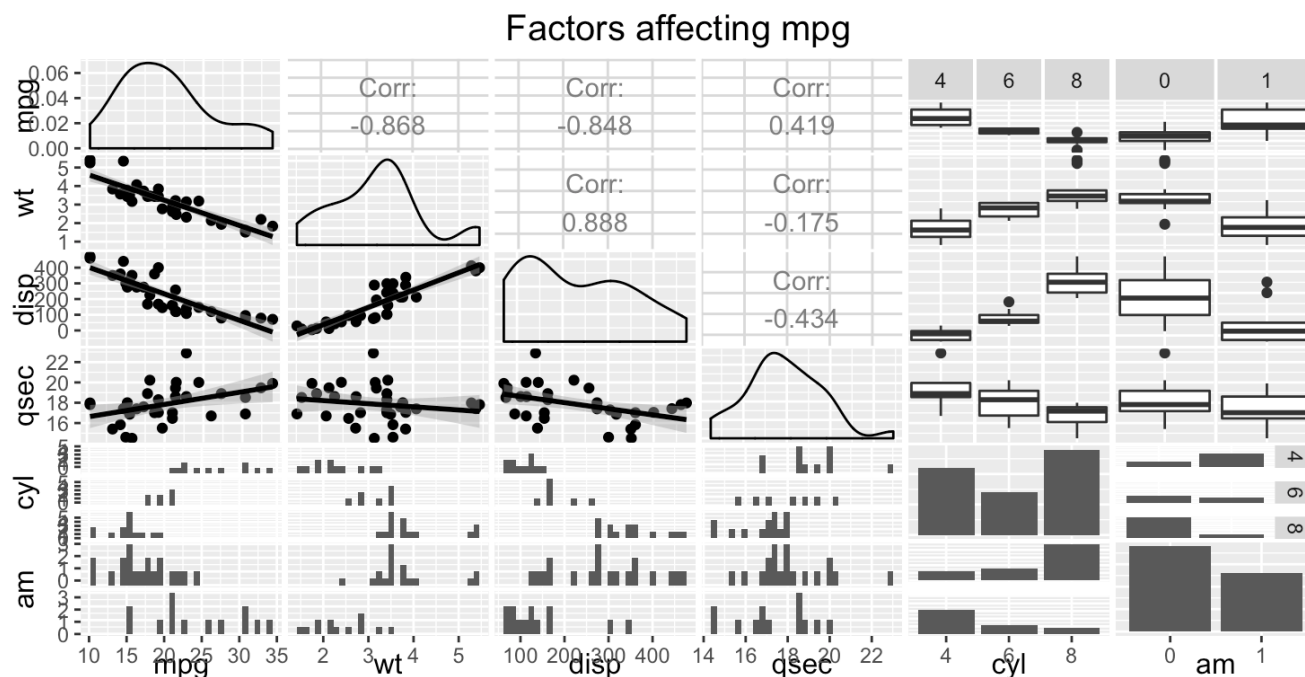 Factors affecting mpg
4 6 8 0 1
mpg
0.06
0.04
0.02
0.00
Corr:
-0.868
Corr:
-0.848
Corr:
0.419
wt
5
4
3
2
1
Corr:
0.888
Corr:
-0.175
disp
400
300
200
100
0
Corr:
-0.434
qsec
22
20
18
16
cyl
4
6
8
am
3
2
1
0
3
2
1
0
10 15 20 25 30 35
2 3 4 5
100 200 300 400
14 16 18 20 22
4 6 8
0 1
mpg wt disp qsec cyl am